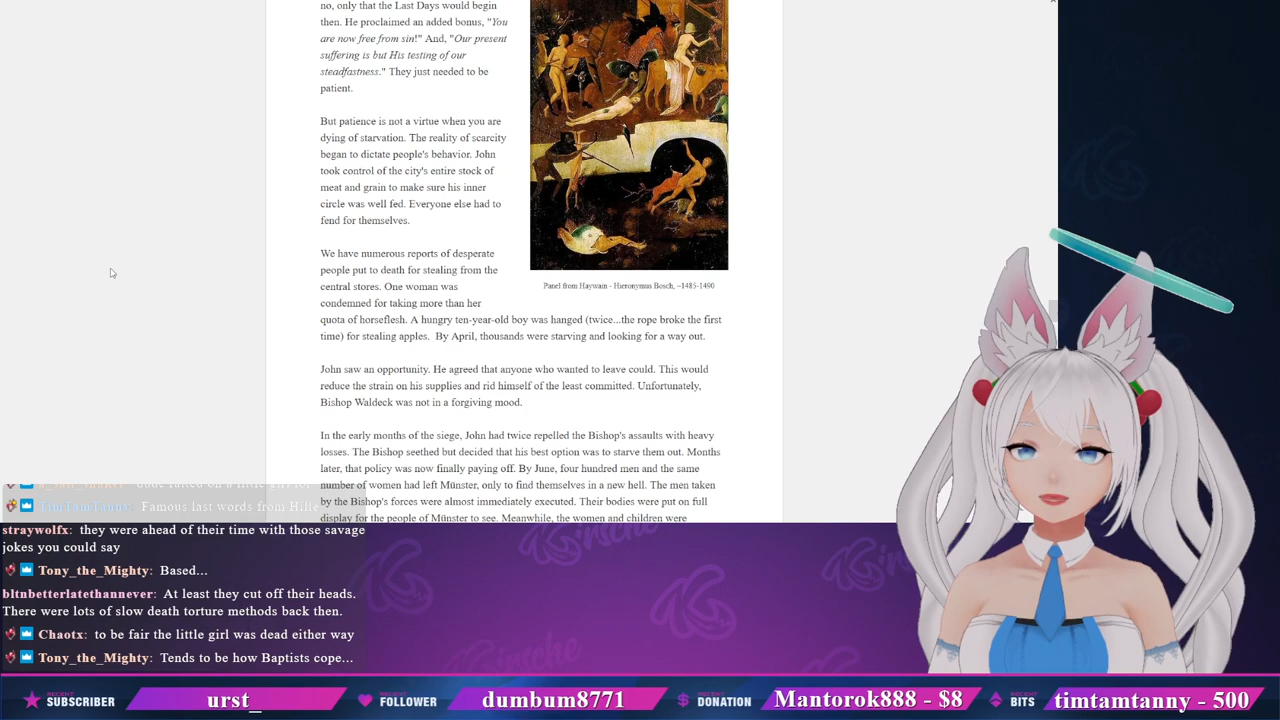 no, only that the Last Days would begin
then. He proclaimed an added bonus, "You
are now free from sin!" And, "Our present
suffering is but His testing of our
steadfastness." They just needed to be
patient.
But patience is not a virtue when you are
dying of starvation. The reality of scarcity
began to dictate people's behavior. John
took control of the city's entire stock of
meat and grain to make sure his inner
circle was well fed. Everyone else had to
fend for themselves.
We have numerous reports of desperate
people put to death for stealing from the
central stores. One woman was
condemned for taking more than her
quota of horseflesh. A hungry ten-year-old boy was hanged (twice...the rope broke the first
time) for stealing apples.  By April, thousands were starving and looking for a way out.
Panel from Haywain - Hieronymus Bosch, ~1485-1490
John saw an opportunity. He agreed that anyone who wanted to leave could. This would
reduce the strain on his supplies and rid himself of the least committed. Unfortunately,
Bishop Waldeck was not in a forgiving mood.
In the early months of the siege, John had twice repelled the Bishop's assaults with heavy
losses. The Bishop seethed but decided that his best option was to starve them out. Months
later, that policy was now finally paying off. By June, four hundred men and the same
number of women had left Münster, only to find themselves in a new hell. The men taken
by the Bishop's forces were almost immediately executed. Their bodies were put on full
display for the people of Münster to see. Meanwhile, the women and children were
Famous last words from
straywolfx: they were ahead of their time with those savage
jokes you could say
Tony_the_Mighty: Based...
bltnbetterlatethannever: At least they cut off their heads.
There were lots of slow death torture methods back then.
Chaotx: to be fair the little girl was dead either way
Tony_the_Mighty: Tends to be how Baptists cope...
Kinsche
RECENT
SUBSCRIBER
urst_
RECENT
FOLLOWER
dumbum8771
RECENT
DONATION
Mantorok888 - $8
RECENT
BITS
timtamtanny - 500